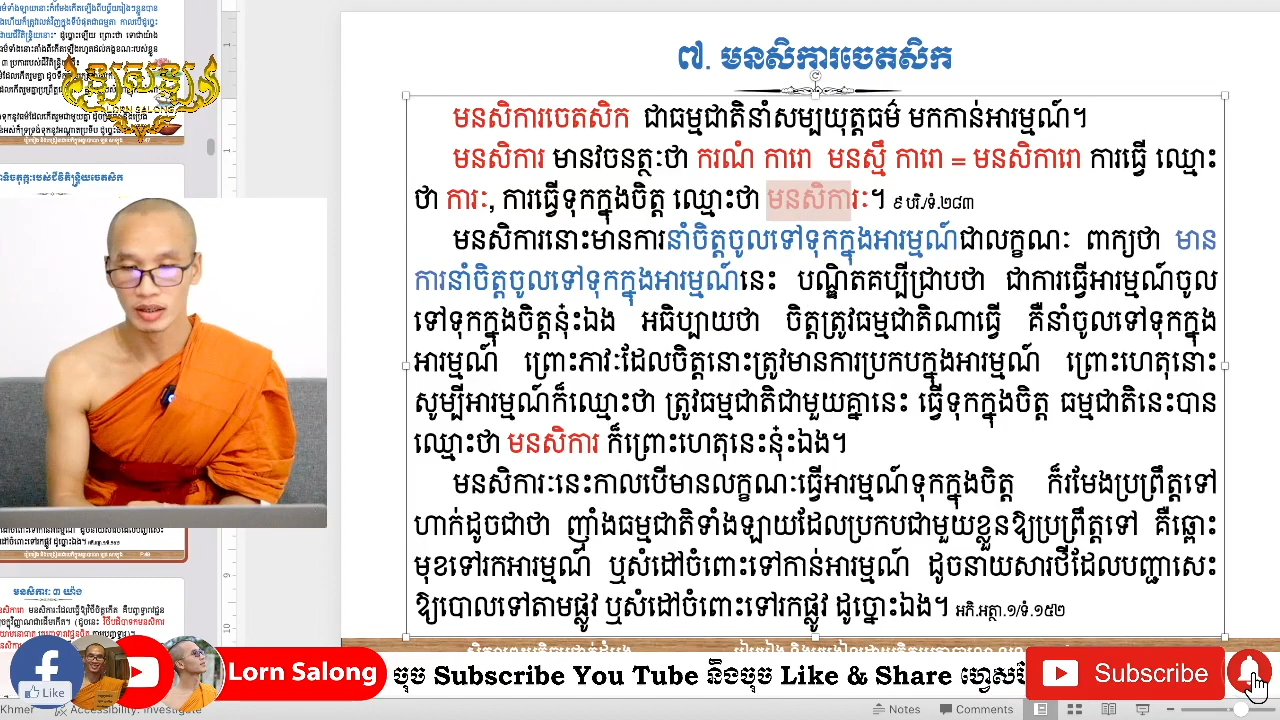 ៧. មនសិការចេតសិក
មនសិការចេតសិក ជាធម្មជាតិនាំសម្បយុត្តធម៌ មកកាន់អារម្មណ៍។
មនសិការ មានវចនត្ថៈថា ករណំ ការោ មនស្មឹ ការោ = មនសិការោ ការធ្វើ ឈ្មោះ
ថា ការៈ, ការធ្វើទុកក្នុងចិត្ត ឈ្មោះថា មនសិការៈ។ ៩ បរិ./ទំ.២៨៣
មនសិការនោះមានការនាំចិត្តចូលទៅទុកក្នុងអារម្មណ៍ជាលក្ខណៈ ពាក្យថា មាន
ការនាំចិត្តចូលទៅទុកក្នុងអារម្មណ៍នេះ បណ្ឌិតគប្បីជ្រាបថា ជាការធ្វើអារម្មណ៍ចូល
ទៅទុកក្នុងចិត្តនុ៎ះឯង អធិប្បាយថា ចិត្តត្រូវធម្មជាតិណាធ្វើ គឺនាំចូលទៅទុកក្នុង
អារម្មណ៍ ព្រោះភាវៈដែលចិត្តនោះត្រូវមានការប្រកបក្នុងអារម្មណ៍ ព្រោះហេតុនោះ
សូម្បីអារម្មណ៍ក៏ឈ្មោះថា ត្រូវធម្មជាតិជាមួយគ្នានេះ ធ្វើទុកក្នុងចិត្ត ធម្មជាតិនេះបាន
ឈ្មោះថា មនសិការ ក៏ព្រោះហេតុនេះនុ៎ះឯង។
មនសិការៈនេះកាលបើមានលក្ខណៈធ្វើអារម្មណ៍ទុកក្នុងចិត្ត ក៏រមែងប្រព្រឹត្តទៅ
ហាក់ដូចជាថា ញ៉ាំងធម្មជាតិទាំងឡាយដែលប្រកបជាមួយខ្លួនឱ្យប្រព្រឹត្តទៅ គឺឆ្ពោះ
មុខទៅរកអារម្មណ៍ ឬសំដៅចំពោះទៅកាន់អារម្មណ៍ ដូចនាយសារថីដែលបញ្ជាសេះ
ឱ្យបោលទៅតាមផ្លូវ ឬសំដៅចំពោះទៅរកផ្លូវ ដូច្នោះឯង។ អភិ.អដ្ឋា.១/ទំ.១៥២
មនសិការៈ ៣ យ៉ាង
Like
Lorn Salong
ចុច Subscribe You Tube និងចុច Like & Share ហ្វេស
Subscribe
Khmer
Accessibility: Investigate
Notes
Comments